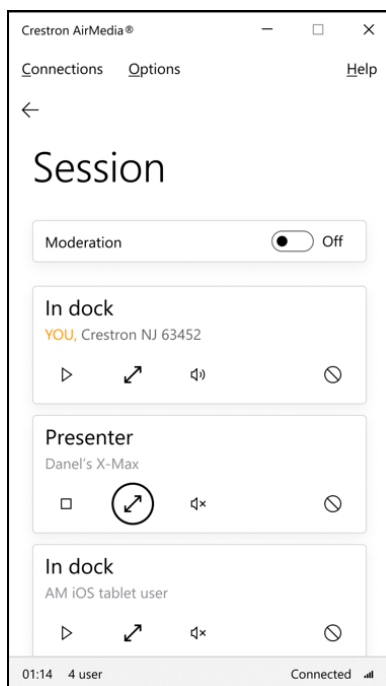 Crestron AirMedia®
Connections Options Help
Session
Moderation Off
In dock
YOU, Crestron NJ 63452
Presenter
Danel's X-Max
In dock
AM iOS tablet user
01:14 4 user Connected